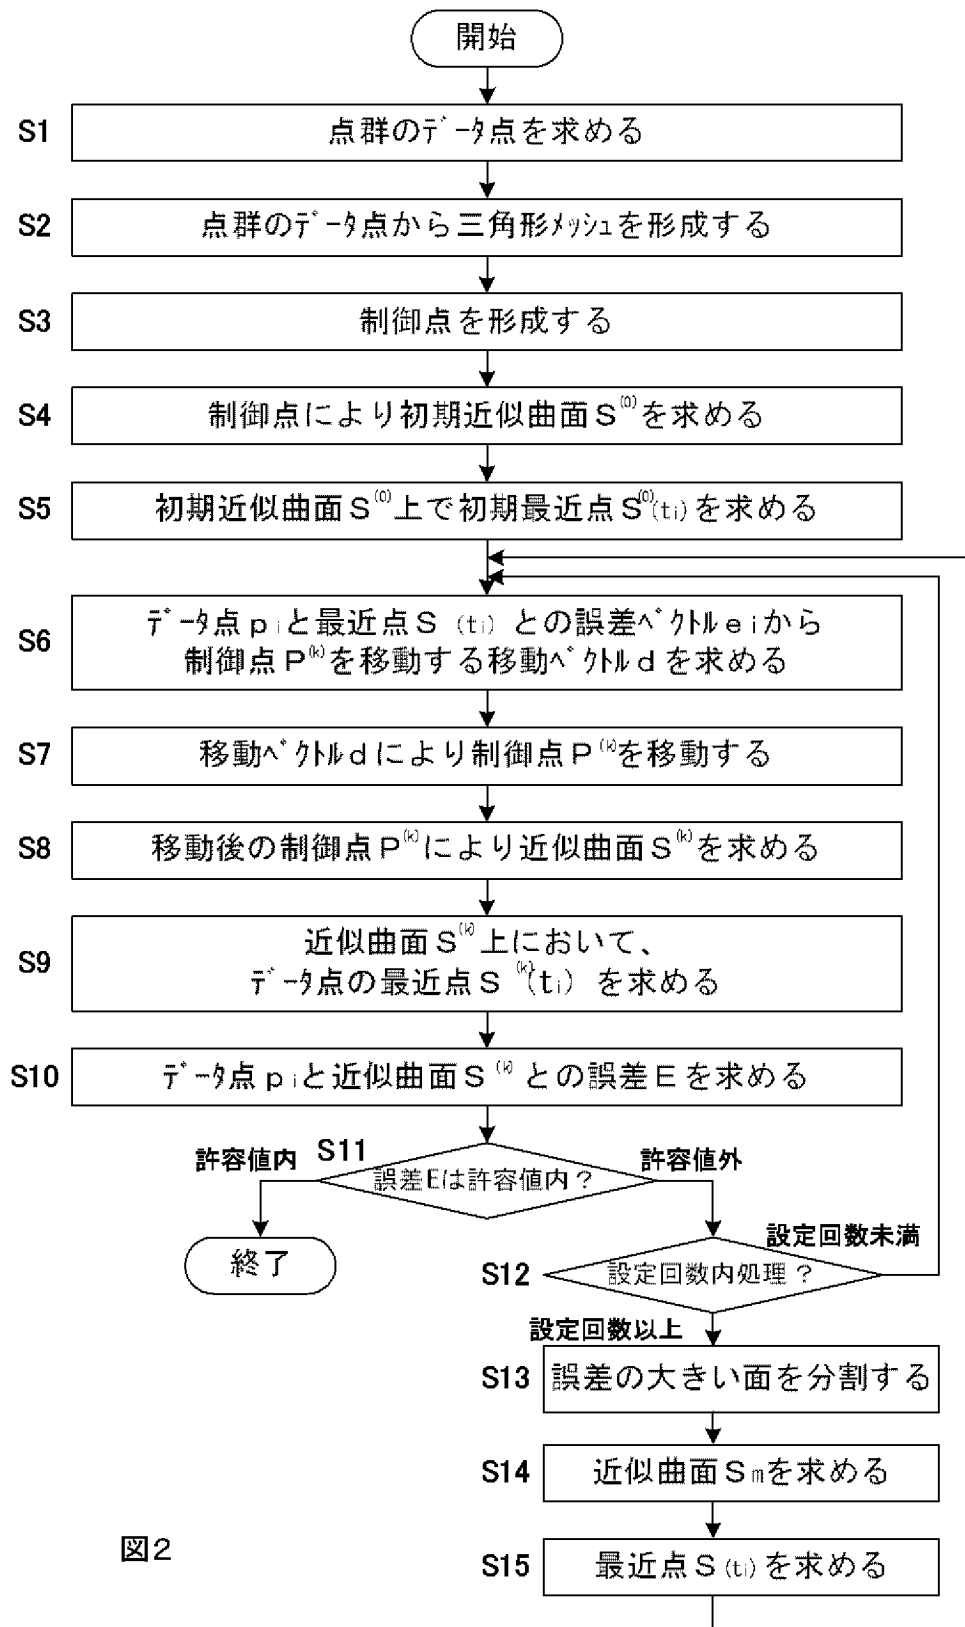 開始
S1
点群のデータ点を求める
S2
点群のデータ点から三角形メッシュを形成する
S3
制御点を形成する
S4
制御点により初期近似曲面S⁽⁰⁾を求める
S5
初期近似曲面S⁽⁰⁾上で初期最近点S⁽⁰⁾(tᵢ)を求める
S6
データ点pᵢと最近点S (tᵢ) との誤差ベクトルeiから
制御点P⁽ᵏ⁾を移動する移動ベクトルdを求める
S7
移動ベクトルdにより制御点P⁽ᵏ⁾を移動する
S8
移動後の制御点P⁽ᵏ⁾により近似曲面S⁽ᵏ⁾を求める
S9
近似曲面S⁽ᵏ⁾上において、
データ点の最近点S⁽ᵏ⁾(tᵢ) を求める
S10
データ点pᵢと近似曲面S⁽ᵏ⁾との誤差Eを求める
S11
許容値内
誤差Eは許容値内？
許容値外
終了
設定回数未満
S12
設定回数内処理？
設定回数以上
S13
誤差の大きい面を分割する
S14
近似曲面Smを求める
S15
最近点S(tᵢ)を求める
図2